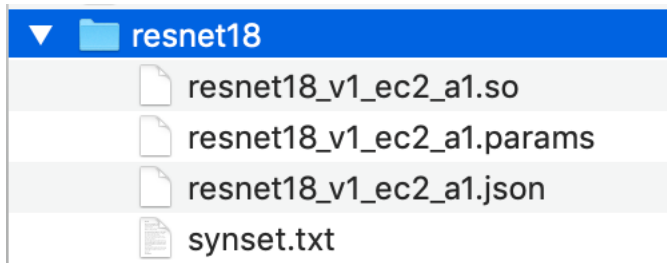 resnet18
resnet18_v1_ec2_a1.so
resnet18_v1_ec2_a1.params
resnet18_v1_ec2_a1.json
synset.txt